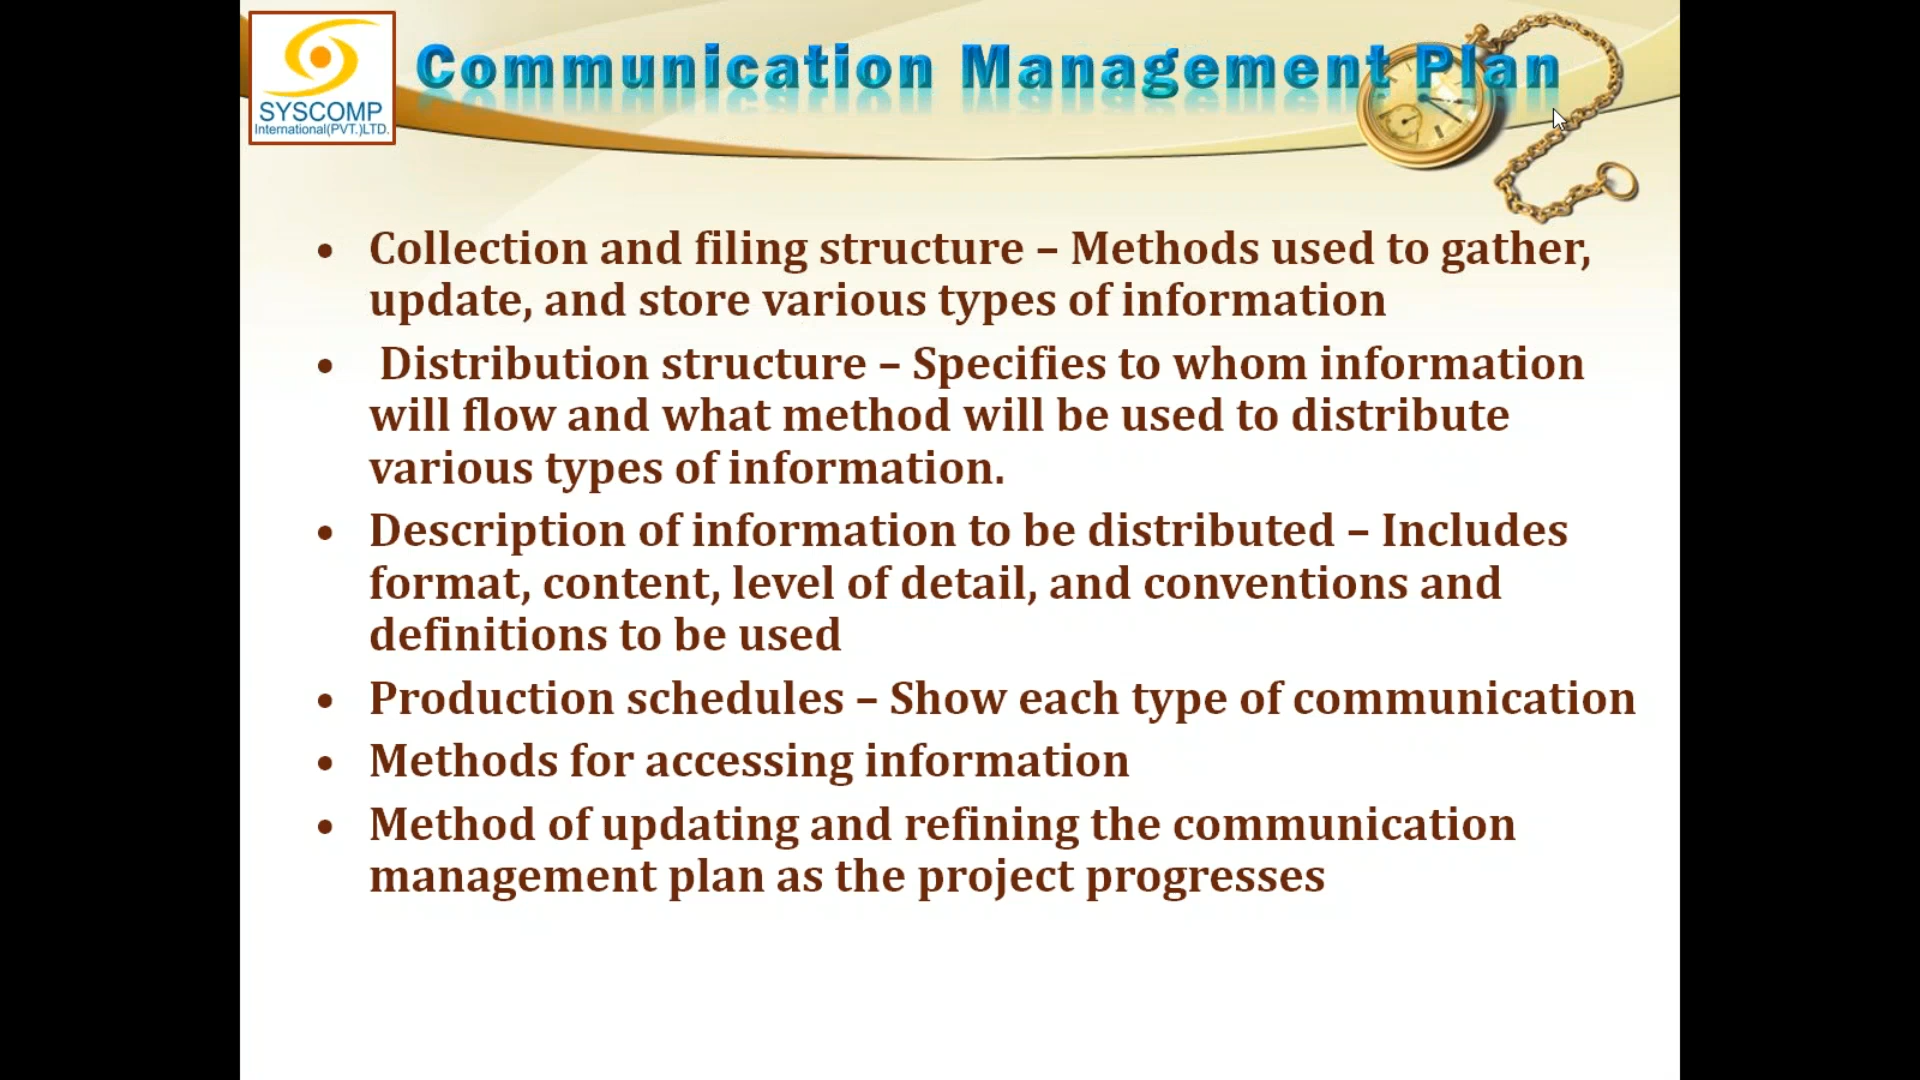 SYSCOMP
International(PVT.)LTD.
Communication Management Plan
• Collection and filing structure – Methods used to gather,
update, and store various types of information
• Distribution structure – Specifies to whom information
will flow and what method will be used to distribute
various types of information.
• Description of information to be distributed – Includes
format, content, level of detail, and conventions and
definitions to be used
• Production schedules – Show each type of communication
• Methods for accessing information
• Method of updating and refining the communication
management plan as the project progresses